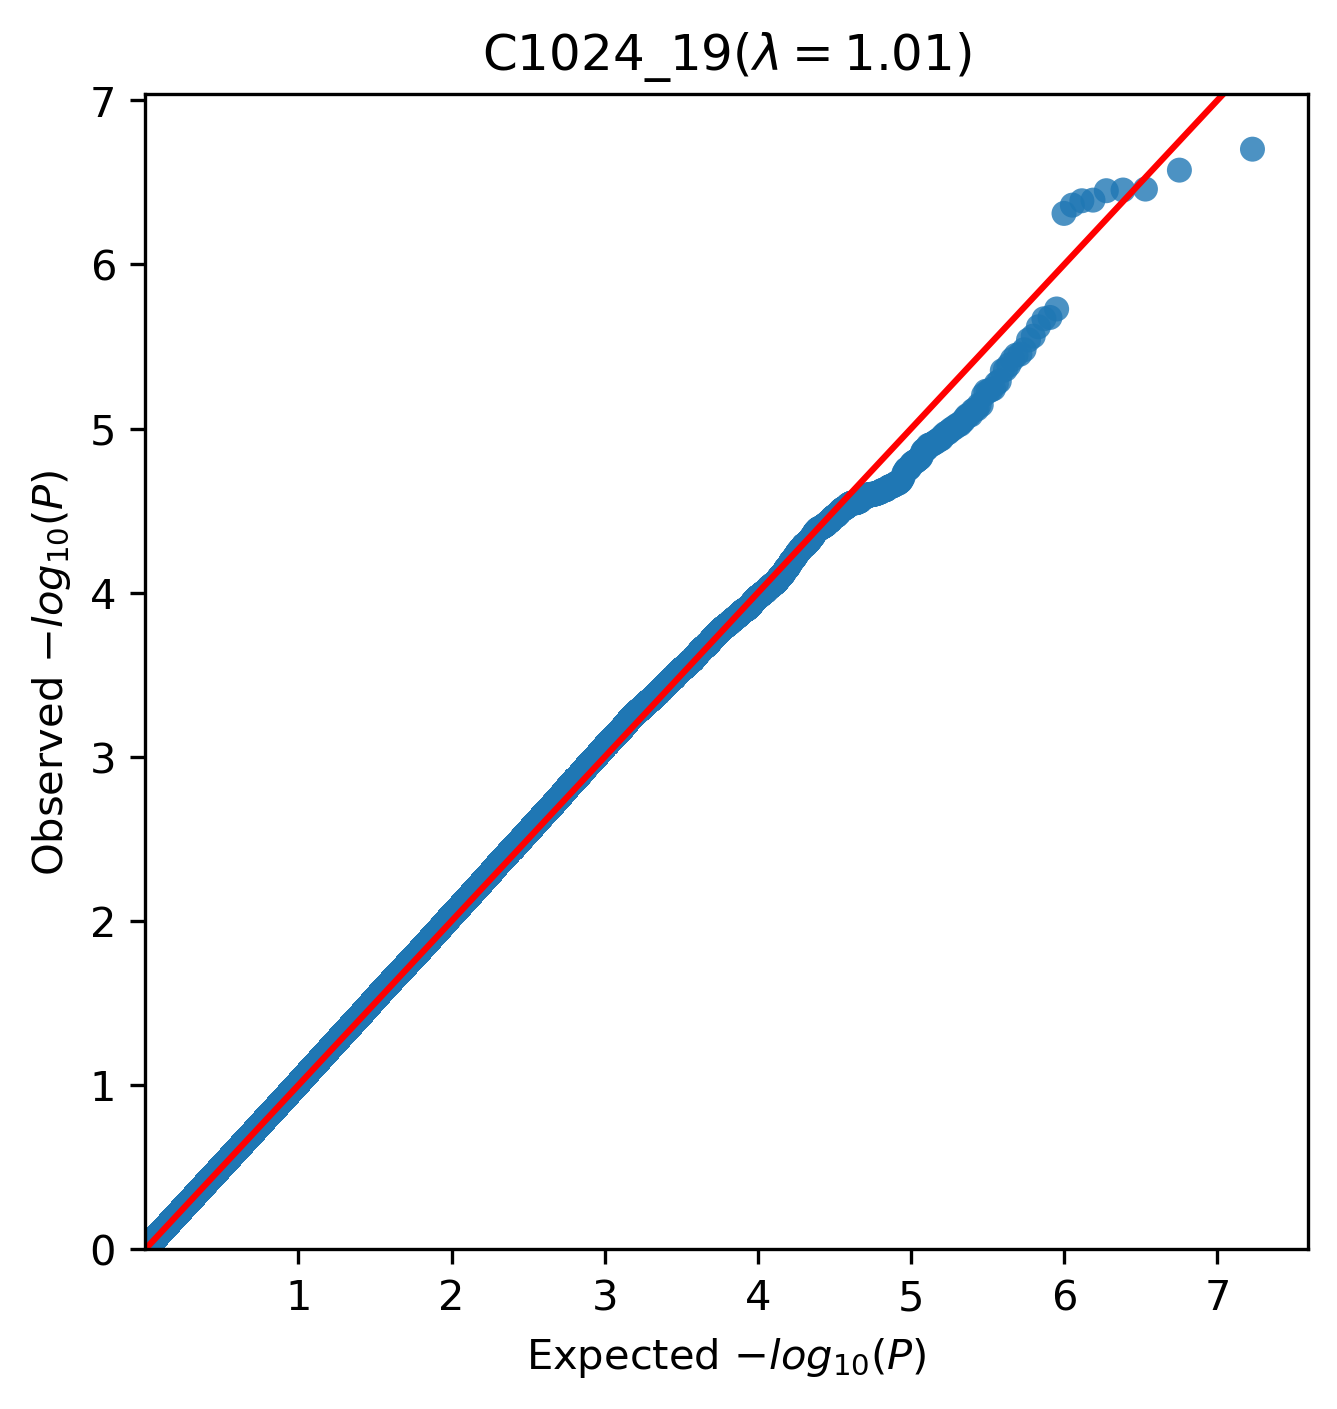 C1024_19(λ = 1.01)
7
6
5
4
3
2
1
0
Observed −log₁₀(P)
1 2 3 4 5 6 7
Expected −log₁₀(P)